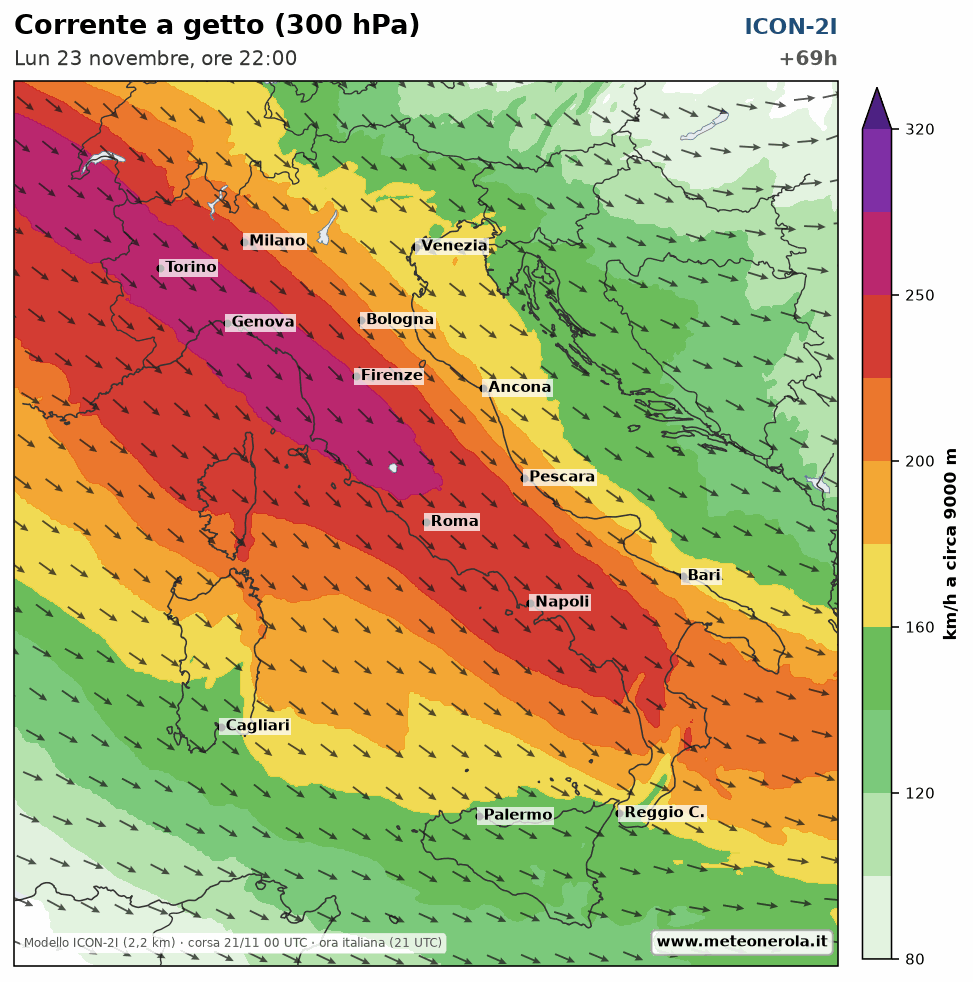 Corrente a getto (300 hPa)
ICON-2I
Lun 23 novembre, ore 22:00
+69h
320
Milano
Venezia
Torino
250
Genova
Bologna
Firenze
Ancona
200
Pescara
Roma
km/h a circa 9000 m
Bari
Napoli
160
Cagliari
120
Palermo
Reggio C.
Modello ICON-2I (2,2 km) · corsa 21/11 00 UTC · ora italiana (21 UTC)
www.meteonerola.it
80